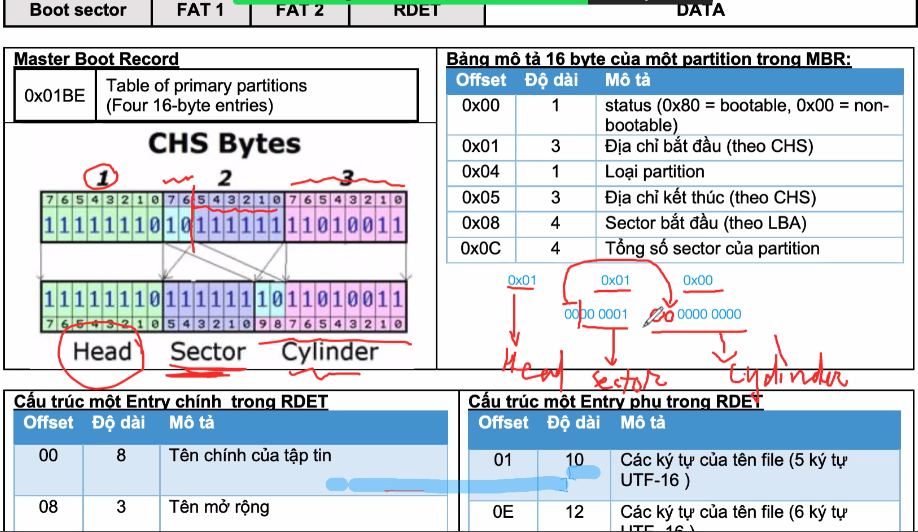 Boot sector FAT 1 FAT 2 RDET DATA
Master Boot Record
0x01BE Table of primary partitions
(Four 16-byte entries)
CHS Bytes
1 2 3
7 6 5 4 3 2 1 0 7 6 5 4 3 2 1 0 7 6 5 4 3 2 1 0
1 1 1 1 1 1 1 0 1 0 1 1 1 1 1 1 1 1 0 1 0 0 1 1
1 1 1 1 1 1 1 0 1 1 1 1 1 1 1 0 1 1 0 1 0 0 1 1
7 6 5 4 3 2 1 0 5 4 3 2 1 0 9 8 7 6 5 4 3 2 1 0
Head Sector Cylinder
Bảng mô tả 16 byte của một partition trong MBR:
Offset Độ dài Mô tả
0x00 1 status (0x80 = bootable, 0x00 = non-
bootable)
0x01 3 Địa chỉ bắt đầu (theo CHS)
0x04 1 Loại partition
0x05 3 Địa chỉ kết thúc (theo CHS)
0x08 4 Sector bắt đầu (theo LBA)
0x0C 4 Tổng số sector của partition
0x01 0x01 0x00
0000 0001 00 0000 0000
Head sector Cylinder
Cấu trúc một Entry chính trong RDET
Offset Độ dài Mô tả
00 8 Tên chính của tập tin
08 3 Tên mở rộng
Cấu trúc một Entry phụ trong RDET
Offset Độ dài Mô tả
01 10 Các ký tự của tên file (5 ký tự
UTF-16 )
0E 12 Các ký tự của tên file (6 ký tự
UTF-16 )